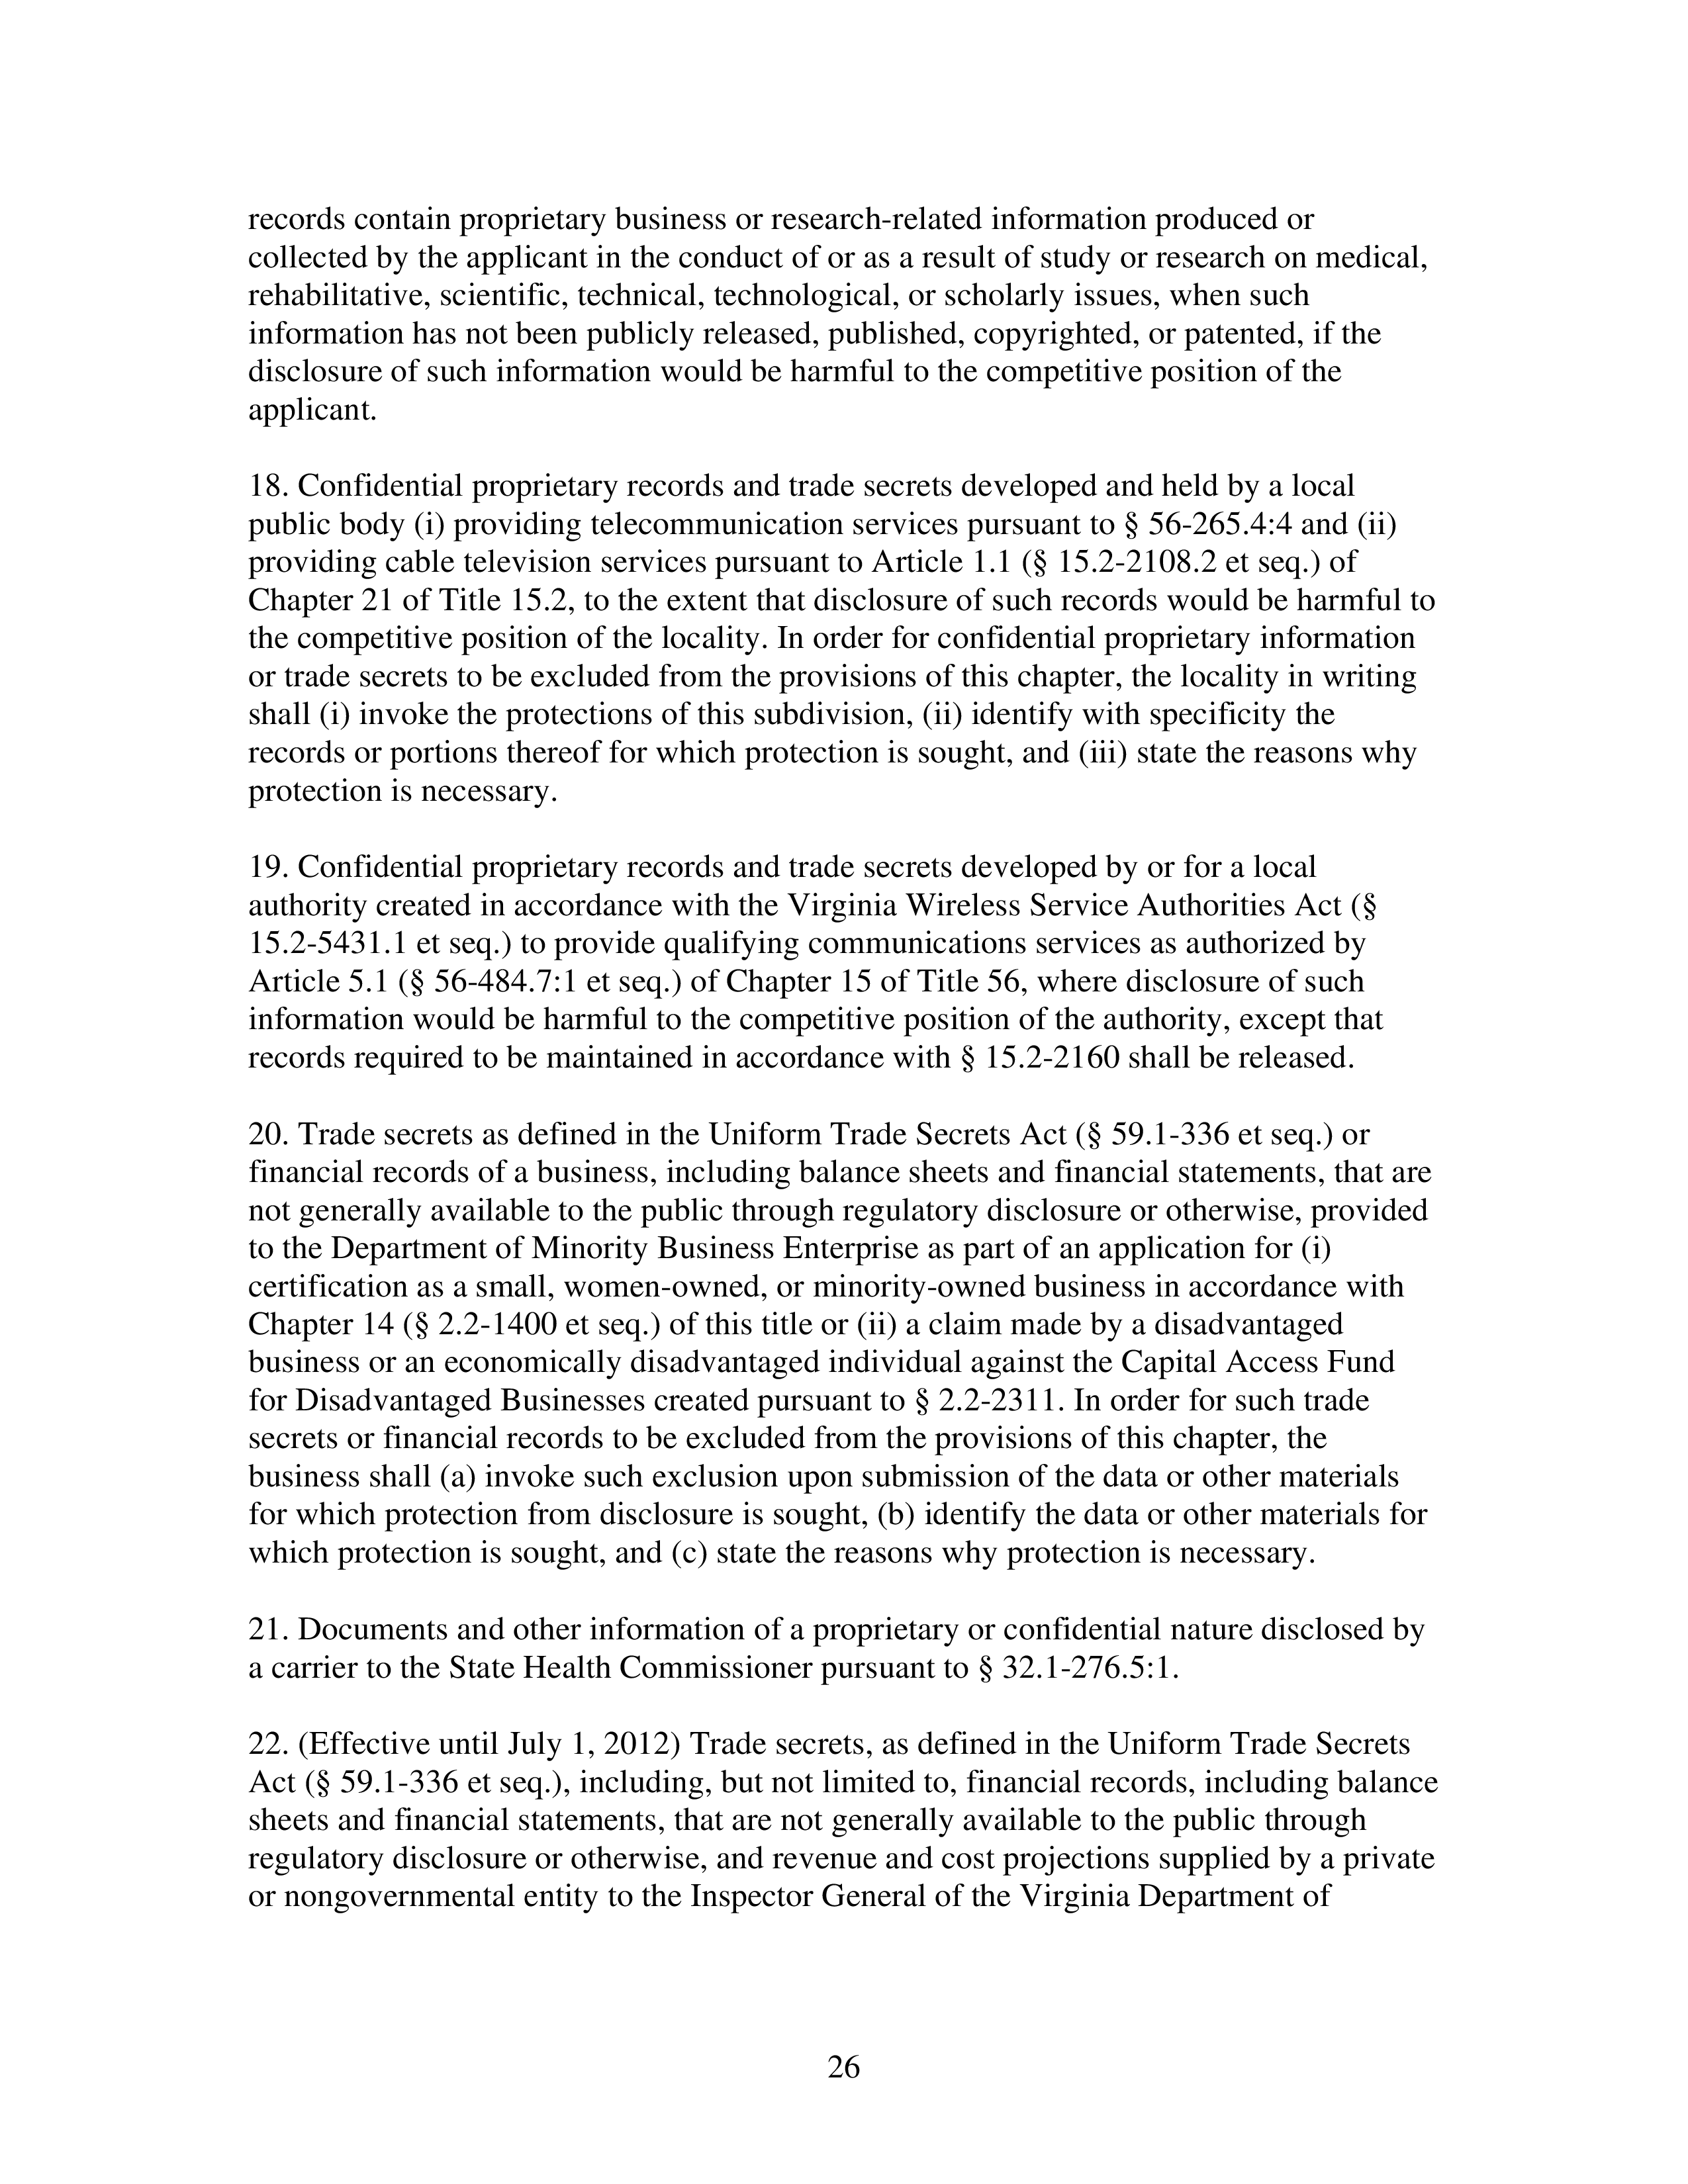 records contain proprietary business or research-related information produced or
collected by the applicant in the conduct of or as a result of study or research on medical,
rehabilitative, scientific, technical, technological, or scholarly issues, when such
information has not been publicly released, published, copyrighted, or patented, if the
disclosure of such information would be harmful to the competitive position of the
applicant.
18. Confidential proprietary records and trade secrets developed and held by a local
public body (i) providing telecommunication services pursuant to § 56-265.4:4 and (ii)
providing cable television services pursuant to Article 1.1 (§ 15.2-2108.2 et seq.) of
Chapter 21 of Title 15.2, to the extent that disclosure of such records would be harmful to
the competitive position of the locality. In order for confidential proprietary information
or trade secrets to be excluded from the provisions of this chapter, the locality in writing
shall (i) invoke the protections of this subdivision, (ii) identify with specificity the
records or portions thereof for which protection is sought, and (iii) state the reasons why
protection is necessary.
19. Confidential proprietary records and trade secrets developed by or for a local
authority created in accordance with the Virginia Wireless Service Authorities Act (§
15.2-5431.1 et seq.) to provide qualifying communications services as authorized by
Article 5.1 (§ 56-484.7:1 et seq.) of Chapter 15 of Title 56, where disclosure of such
information would be harmful to the competitive position of the authority, except that
records required to be maintained in accordance with § 15.2-2160 shall be released.
20. Trade secrets as defined in the Uniform Trade Secrets Act (§ 59.1-336 et seq.) or
financial records of a business, including balance sheets and financial statements, that are
not generally available to the public through regulatory disclosure or otherwise, provided
to the Department of Minority Business Enterprise as part of an application for (i)
certification as a small, women-owned, or minority-owned business in accordance with
Chapter 14 (§ 2.2-1400 et seq.) of this title or (ii) a claim made by a disadvantaged
business or an economically disadvantaged individual against the Capital Access Fund
for Disadvantaged Businesses created pursuant to § 2.2-2311. In order for such trade
secrets or financial records to be excluded from the provisions of this chapter, the
business shall (a) invoke such exclusion upon submission of the data or other materials
for which protection from disclosure is sought, (b) identify the data or other materials for
which protection is sought, and (c) state the reasons why protection is necessary.
21. Documents and other information of a proprietary or confidential nature disclosed by
a carrier to the State Health Commissioner pursuant to § 32.1-276.5:1.
22. (Effective until July 1, 2012) Trade secrets, as defined in the Uniform Trade Secrets
Act (§ 59.1-336 et seq.), including, but not limited to, financial records, including balance
sheets and financial statements, that are not generally available to the public through
regulatory disclosure or otherwise, and revenue and cost projections supplied by a private
or nongovernmental entity to the Inspector General of the Virginia Department of
26